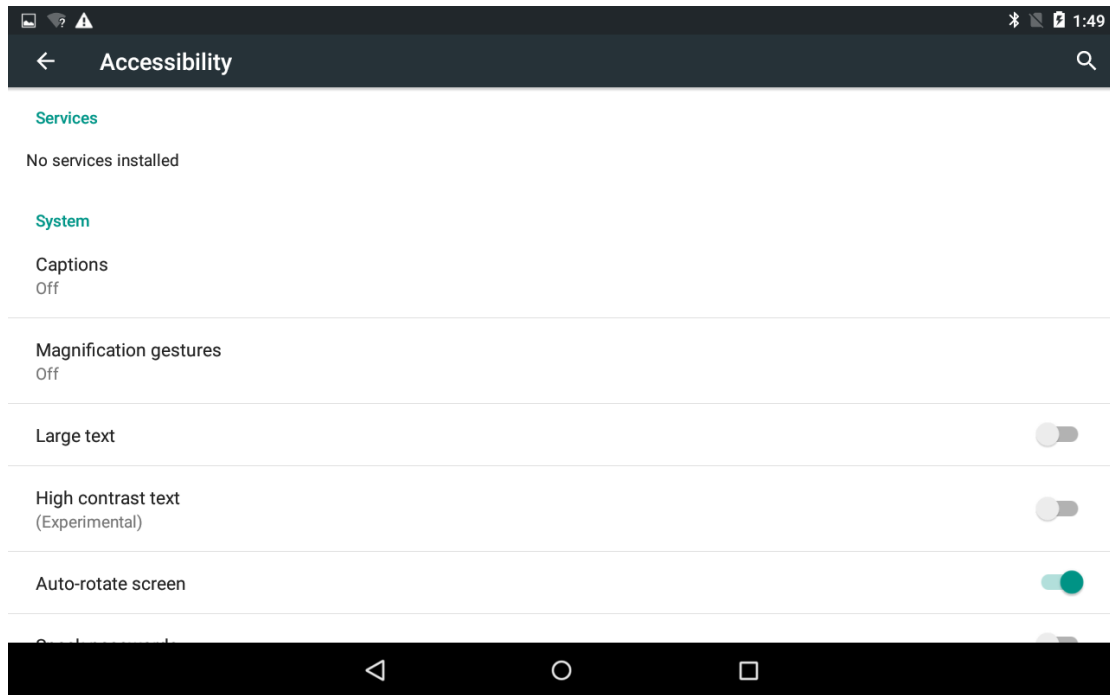 1:49
Accessibility
Services
No services installed
System
Captions
Off
Magnification gestures
Off
Large text
High contrast text
(Experimental)
Auto-rotate screen